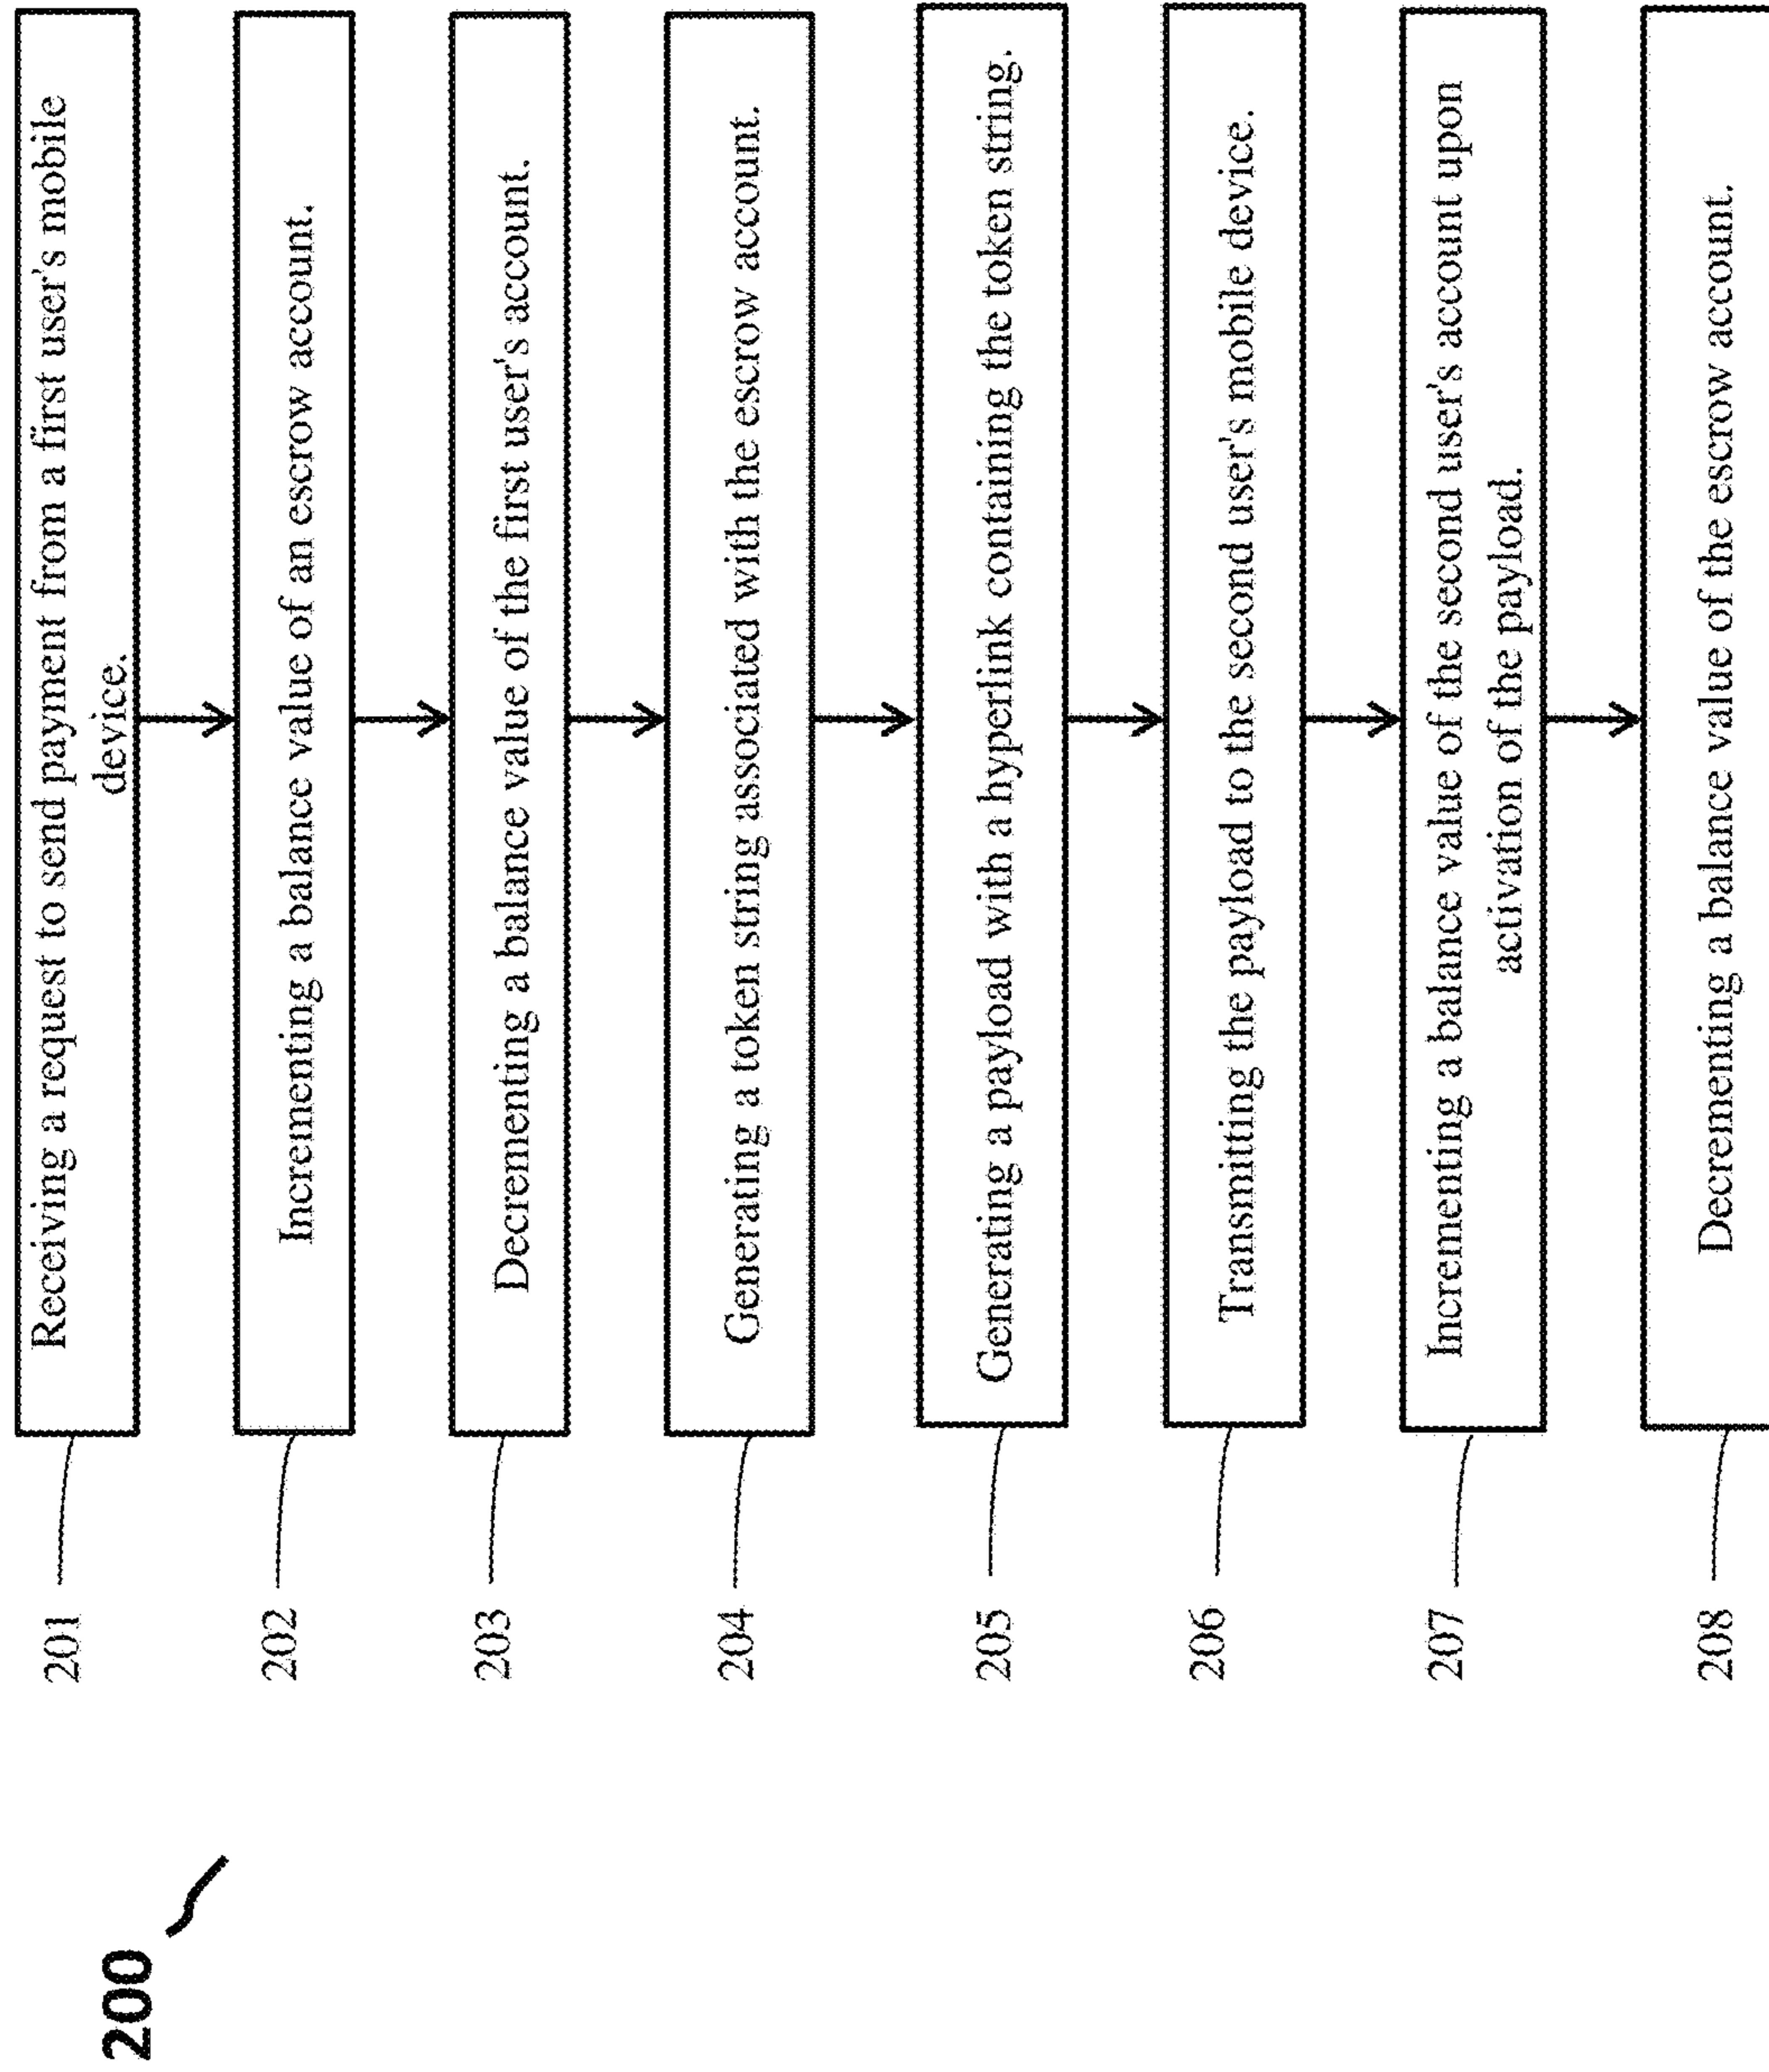 200
201
Receiving a request to send payment from a first user's mobile
device.
202
Incrementing a balance value of an escrow account.
203
Decrementing a balance value of the first user's account.
204
Generating a token string associated with the escrow account.
205
Generating a payload with a hyperlink containing the token string.
206
Transmitting the payload to the second user's mobile device.
207
Incrementing a balance value of the second user's account upon
activation of the payload.
208
Decrementing a balance value of the escrow account.